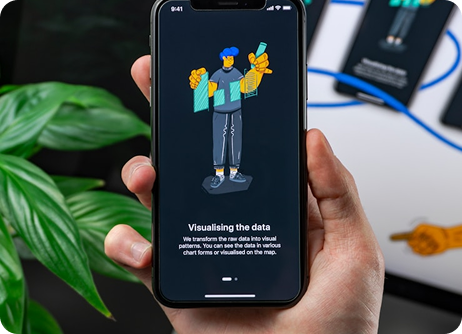 9:41
Visualising the data
We transform the raw data into visual
patterns. You can see the data in various
chart forms or visualised on the map.